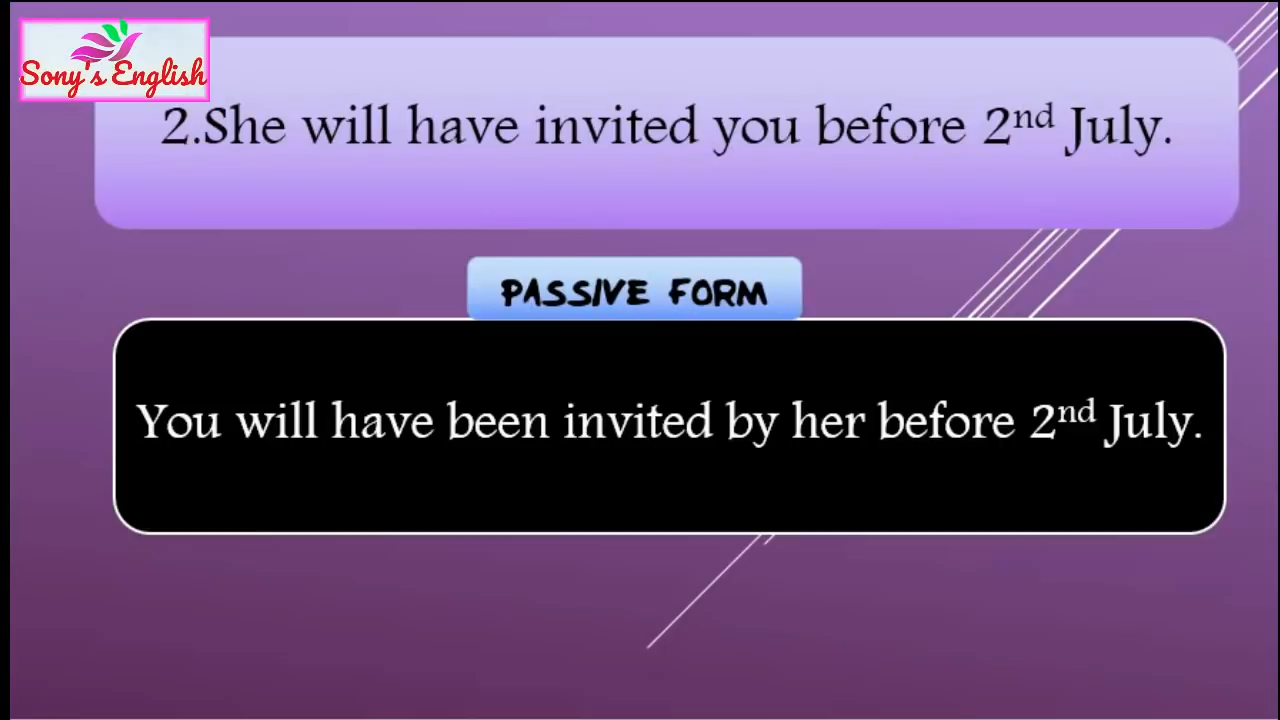 Sony's English
2.She will have invited you before 2nd July.
PASSIVE FORM
You will have been invited by her before 2nd July.